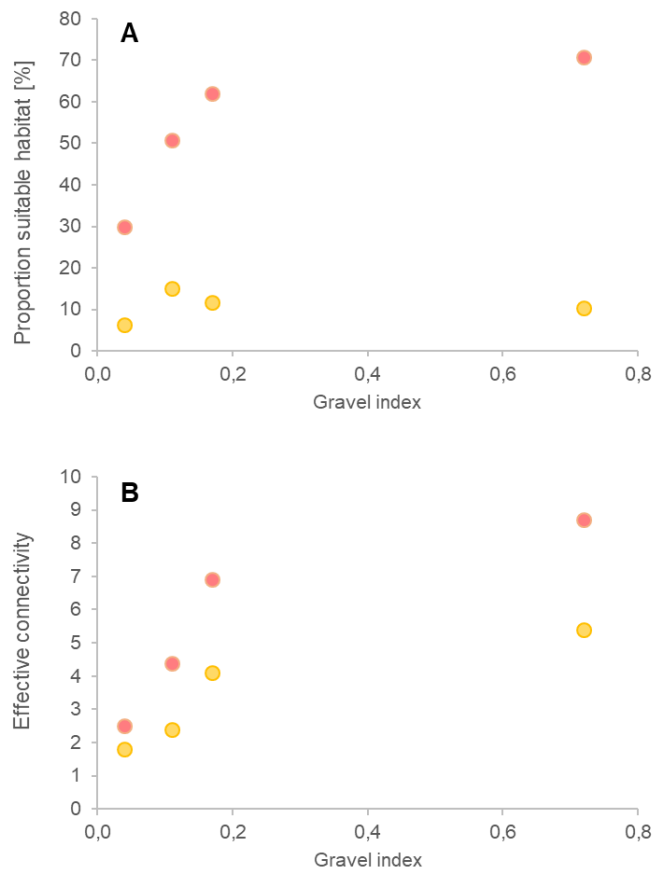 A
Proportion suitable habitat [%]
80
70
60
50
40
30
20
10
0
0,0 0,2 0,4 0,6 0,8
Gravel index
B
Effective connectivity
10
9
8
7
6
5
4
3
2
1
0
0,0 0,2 0,4 0,6 0,8
Gravel index